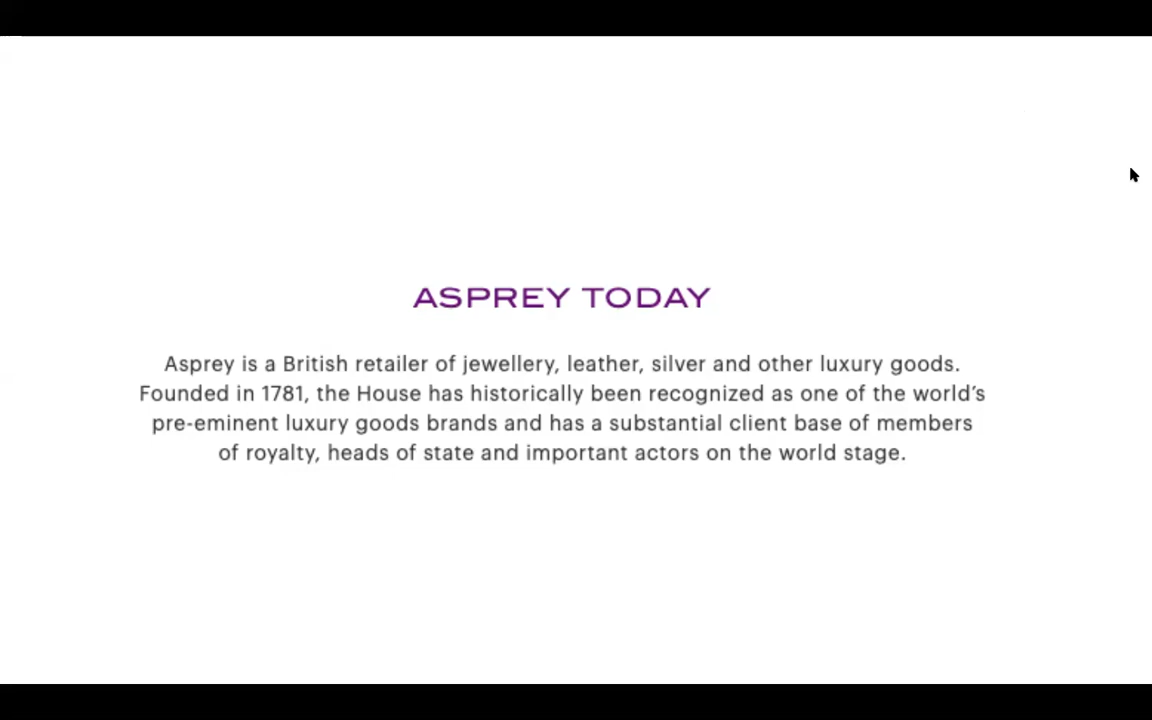 ASPREY TODAY
Asprey is a British retailer of jewellery, leather, silver and other luxury goods.
Founded in 1781, the House has historically been recognized as one of the world’s
pre-eminent luxury goods brands and has a substantial client base of members
of royalty, heads of state and important actors on the world stage.